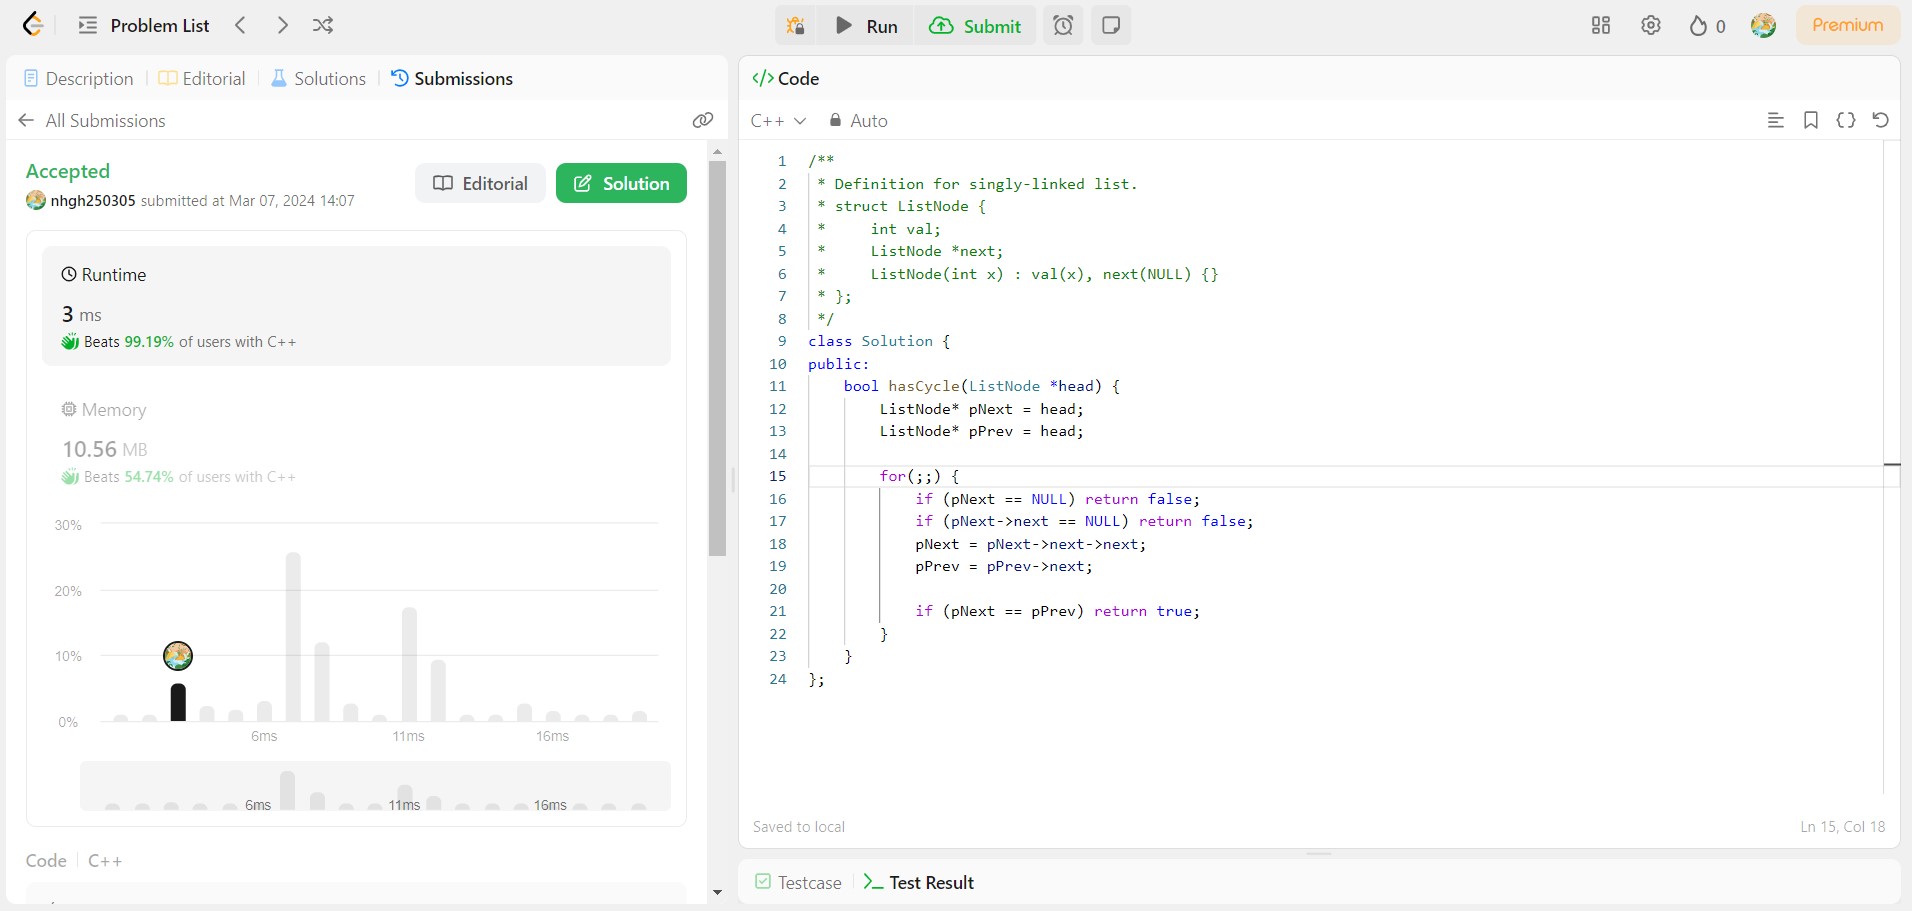 Problem List
Run
Submit
0
Premium
Description
Editorial
Solutions
Submissions
All Submissions
Accepted
nhgh250305 submitted at Mar 07, 2024 14:07
Editorial
Solution
Runtime
3 ms
Beats 99.19% of users with C++
Memory
10.56 MB
Beats 54.74% of users with C++
30%
20%
10%
0%
6ms
11ms
16ms
6ms
11ms
16ms
Code
C++
</> Code
C++
Auto
1 /**
2  * Definition for singly-linked list.
3  * struct ListNode {
4  *     int val;
5  *     ListNode *next;
6  *     ListNode(int x) : val(x), next(NULL) {}
7  * };
8  */
9 class Solution {
10 public:
11     bool hasCycle(ListNode *head) {
12         ListNode* pNext = head;
13         ListNode* pPrev = head;
14
15         for(;;) {
16             if (pNext == NULL) return false;
17             if (pNext->next == NULL) return false;
18             pNext = pNext->next->next;
19             pPrev = pPrev->next;
20
21             if (pNext == pPrev) return true;
22         }
23     }
24 };
Saved to local
Ln 15, Col 18
Testcase
Test Result